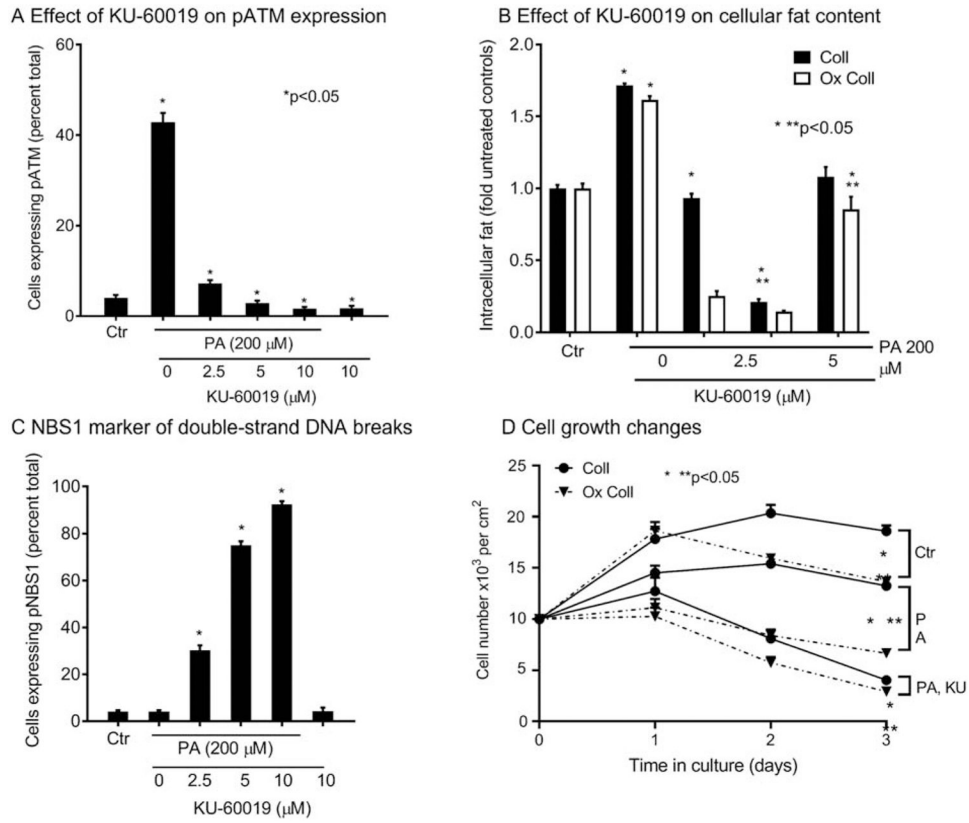 A Effect of KU-60019 on pATM expression
Cells expressing pATM (percent total)
60
40
20
0
*p<0.05
*
*
*
*
*
Ctr
PA (200 μM)
0 2.5 5 10 10
KU-60019 (μM)
B Effect of KU-60019 on cellular fat content
Intracellular fat (fold untreated controls)
2.0
1.5
1.0
0.5
0.0
Coll
Ox Coll
* **p<0.05
*
*
*
*
**
*
**
Ctr
0 2.5 5
PA 200
μM
KU-60019 (μM)
C NBS1 marker of double-strand DNA breaks
Cells expressing pNBS1 (percent total)
100
80
60
40
20
0
*
*
*
Ctr
PA (200 μM)
0 2.5 5 10 10
KU-60019 (μM)
D Cell growth changes
Cell number x10³ per cm²
25
20
15
10
5
0
Coll
Ox Coll
* **p<0.05
*
**
Ctr
* **
P
A
PA, KU
*
**
0 1 2 3
Time in culture (days)